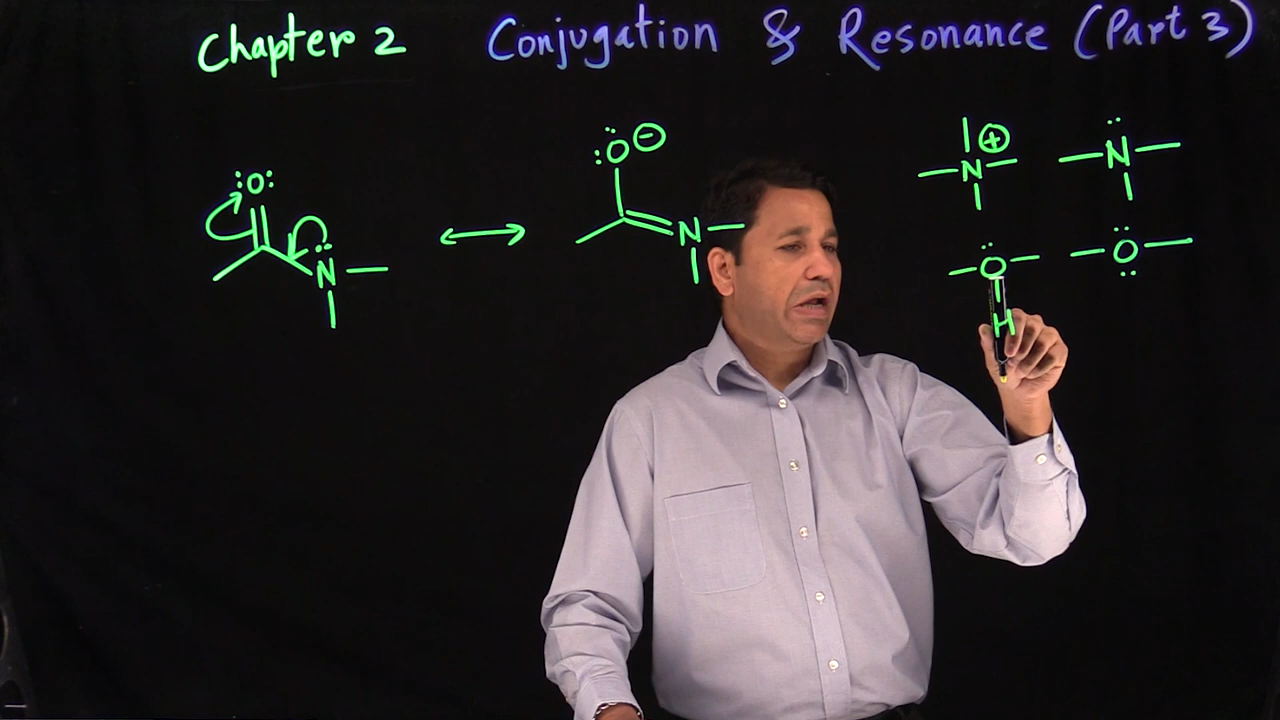 Chapter 2 Conjugation & Resonance (Part 3)
:Ö:
N
:Ö ⊖
N
N ⊕
N̈
Ö
H
:Ö